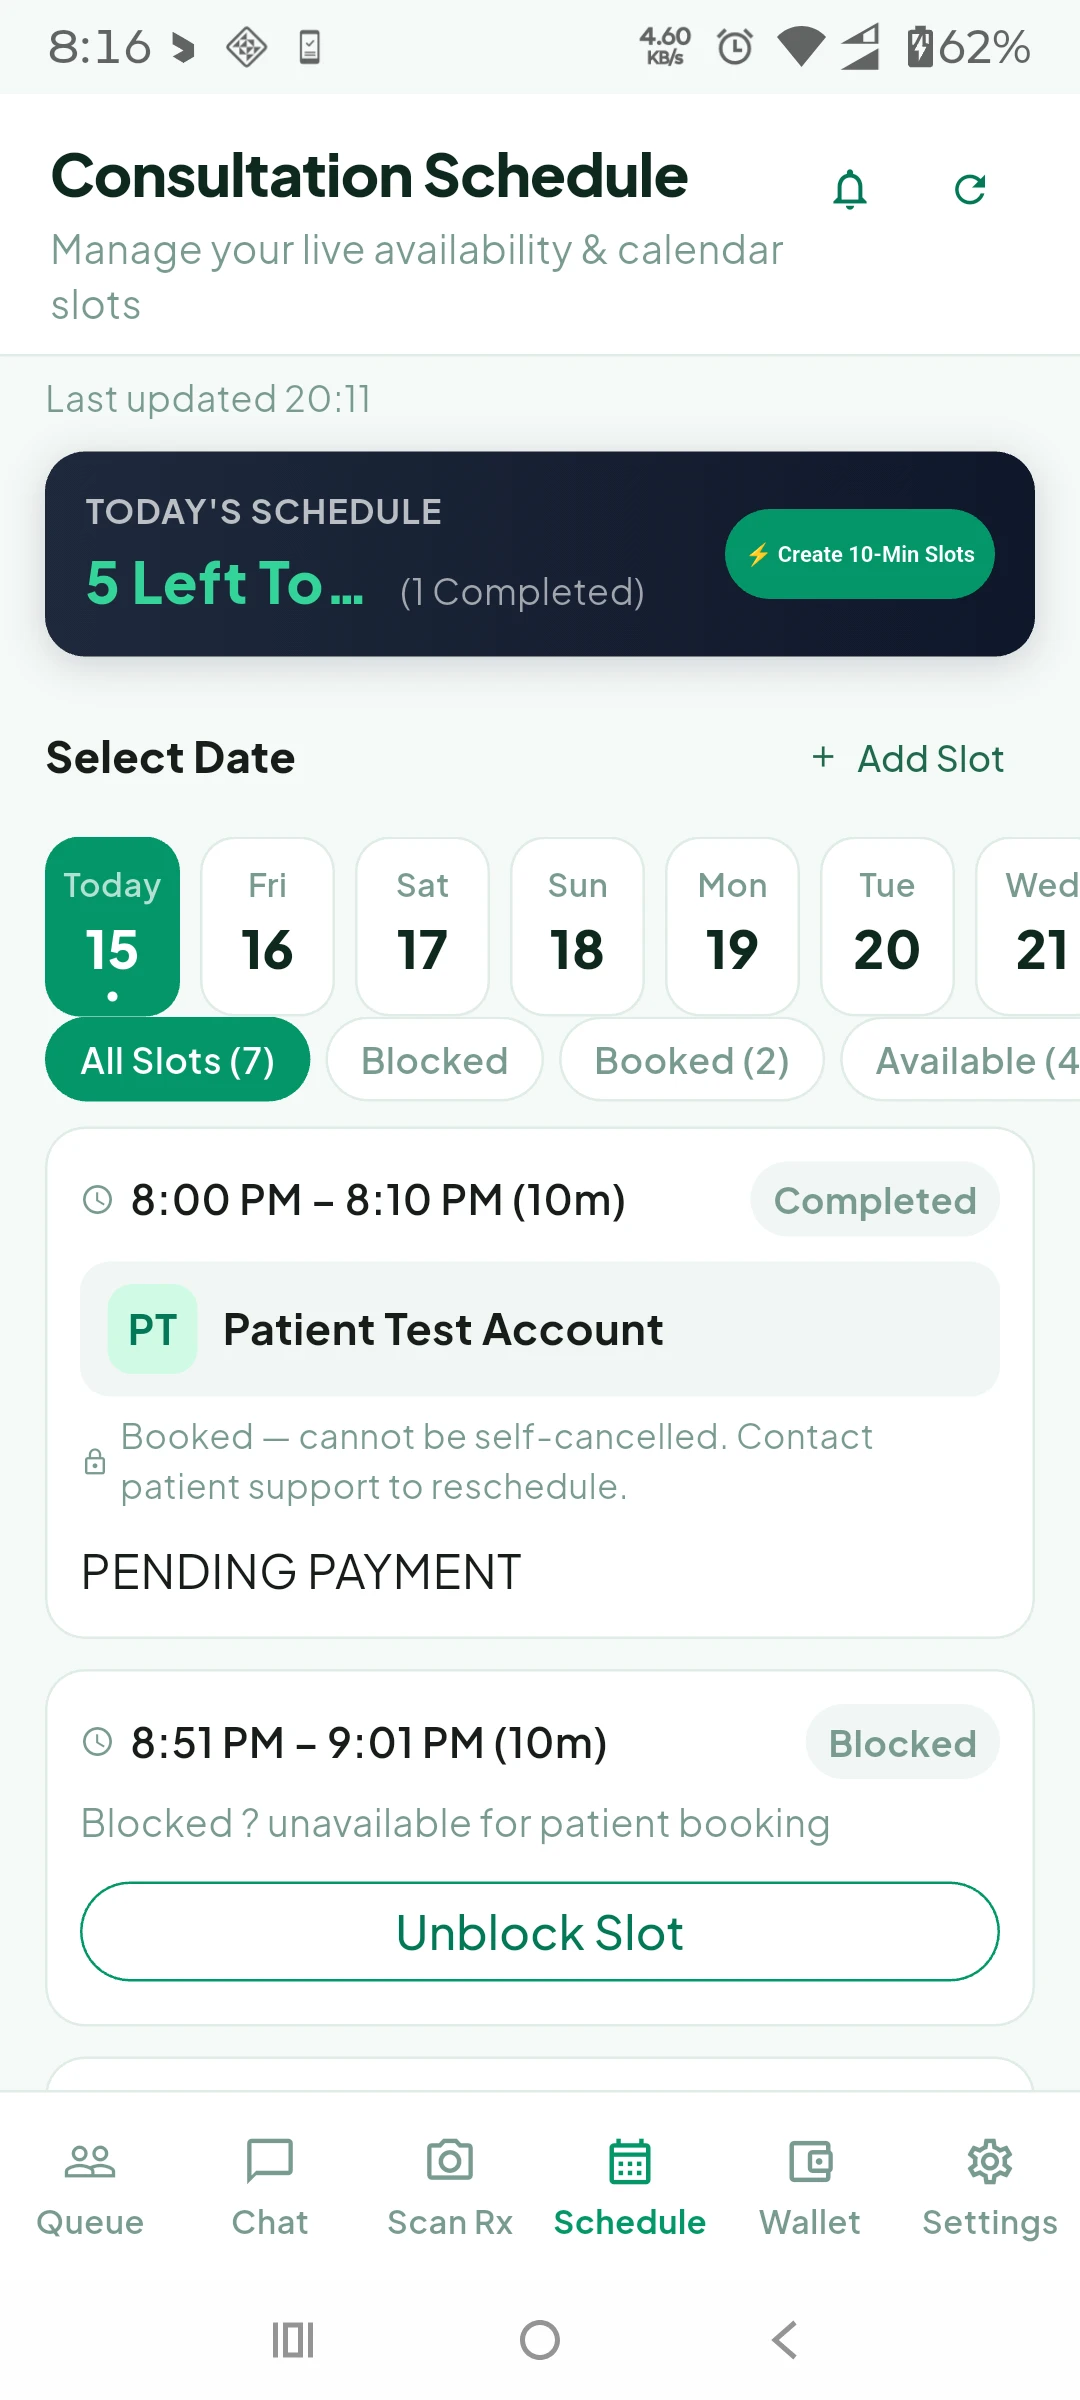 8:16
4.60 KB/s
62%
Consultation Schedule
Manage your live availability & calendar
slots
Last updated 20:11
TODAY'S SCHEDULE
5 Left To... (1 Completed)
⚡ Create 10-Min Slots
Select Date
+ Add Slot
Today Fri Sat Sun Mon Tue Wed
15 16 17 18 19 20 21
All Slots (7) Blocked Booked (2) Available (4
8:00 PM – 8:10 PM (10m) Completed
PT Patient Test Account
Booked — cannot be self-cancelled. Contact
patient support to reschedule.
PENDING PAYMENT
8:51 PM – 9:01 PM (10m) Blocked
Blocked ? unavailable for patient booking
Unblock Slot
Queue Chat Scan Rx Schedule Wallet Settings